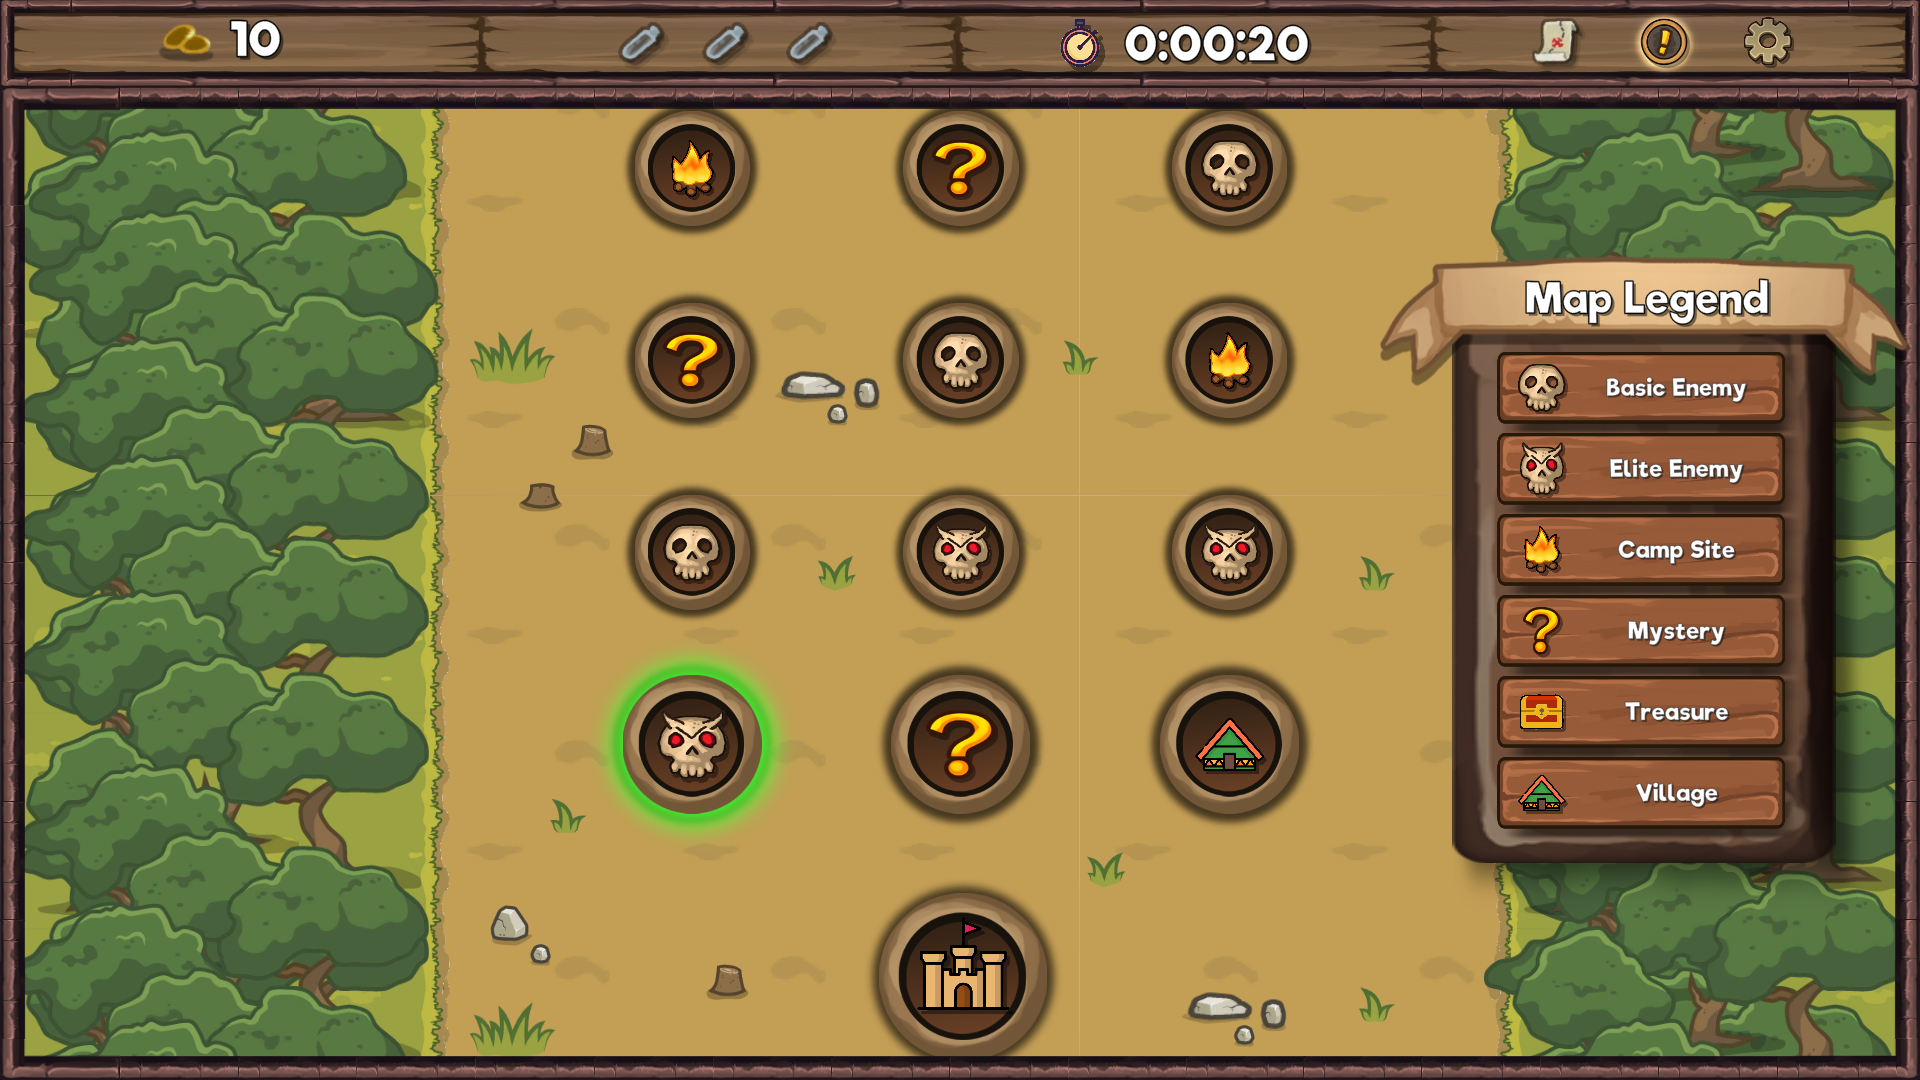 10
0:00:20
Map Legend
Basic Enemy
Elite Enemy
Camp Site
Mystery
Treasure
Village